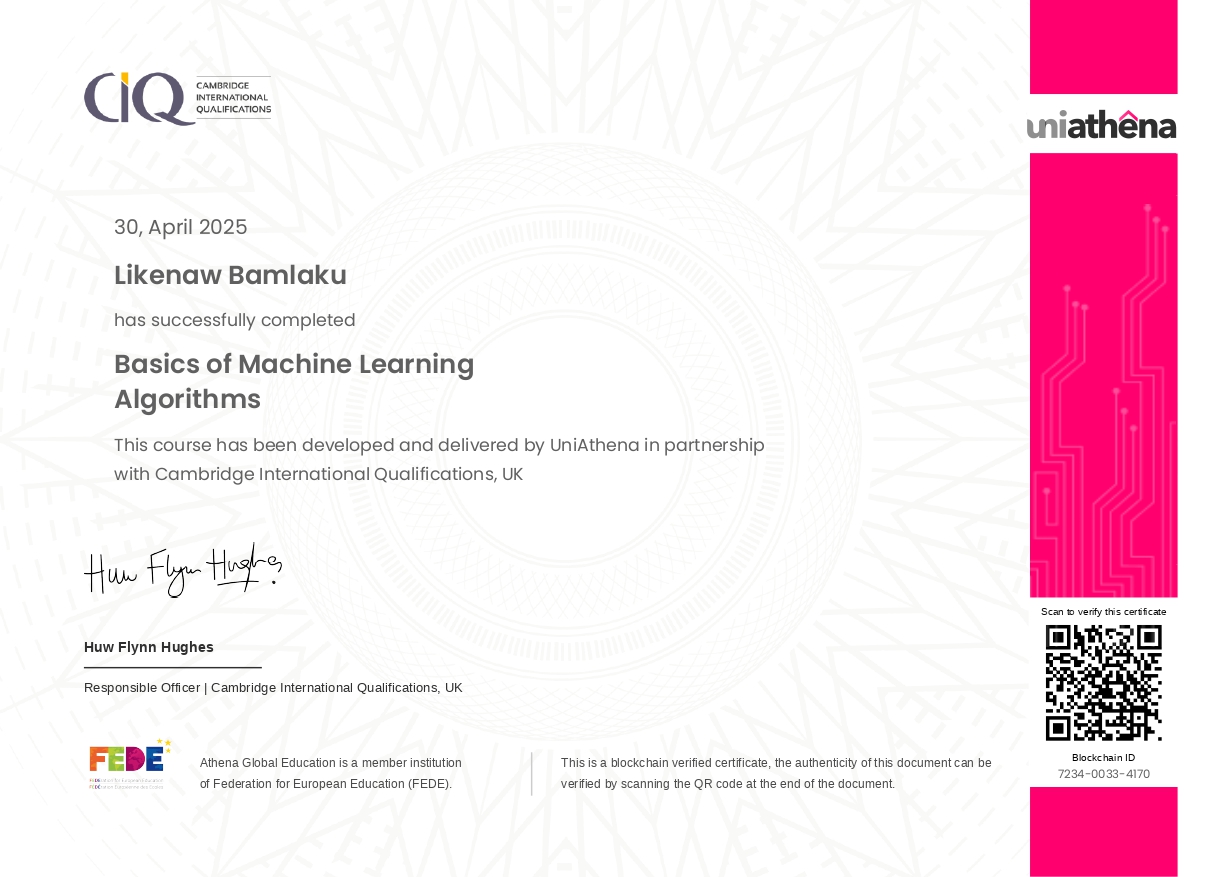 CIQ
CAMBRIDGE
INTERNATIONAL
QUALIFICATIONS
uniathena
30, April 2025
Likenaw Bamlaku
has successfully completed
Basics of Machine Learning
Algorithms
This course has been developed and delivered by UniAthena in partnership
with Cambridge International Qualifications, UK
Huw Flynn Hughes
Huw Flynn Hughes
Responsible Officer | Cambridge International Qualifications, UK
Scan to verify this certificate
Blockchain ID
7234-0033-4170
FEDE
Athena Global Education is a member institution
of Federation for European Education (FEDE).
This is a blockchain verified certificate, the authenticity of this document can be
verified by scanning the QR code at the end of the document.